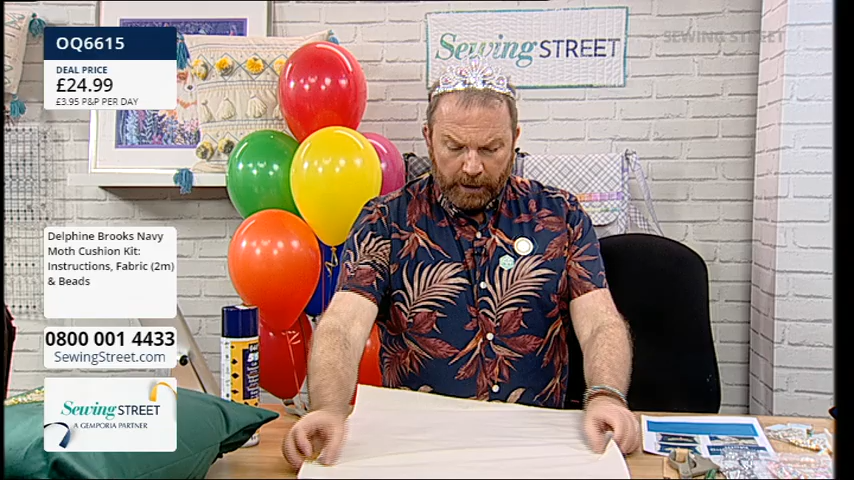 OQ6615
DEAL PRICE
£24.99
£3.95 P&P PER DAY
Sewing STREET
SEWING STREET
Delphine Brooks Navy
Moth Cushion Kit:
Instructions, Fabric (2m)
& Beads
0800 001 4433
SewingStreet.com
Sewing STREET
A GEMPORIA PARTNER